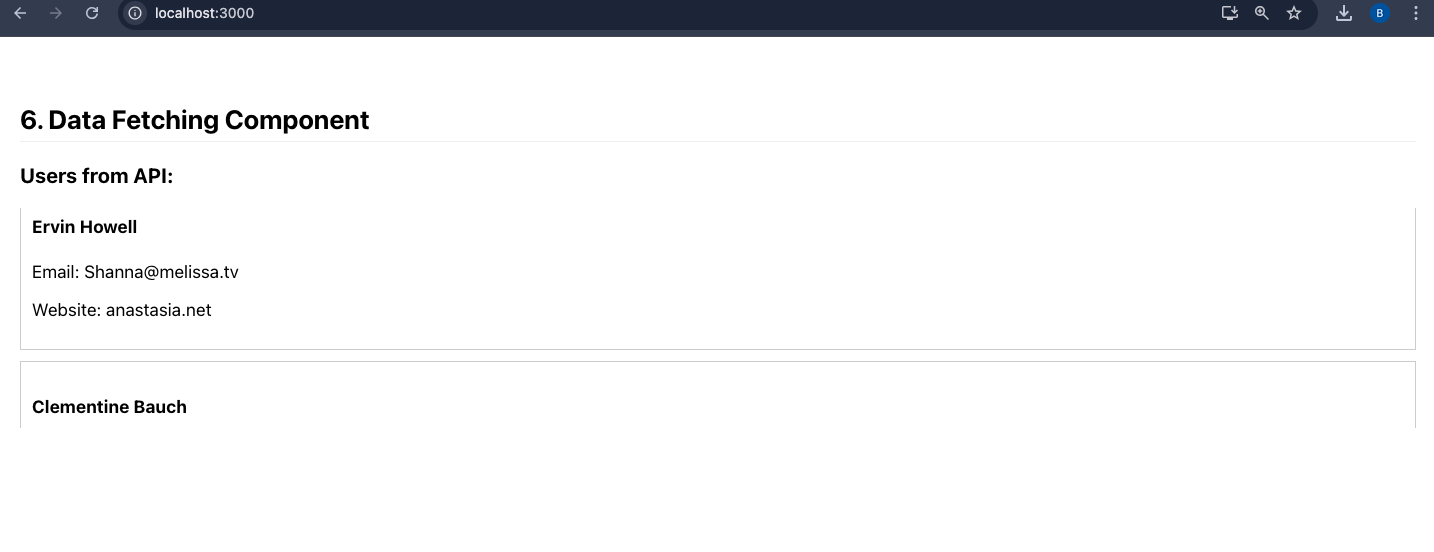 localhost:3000
B
6. Data Fetching Component
Users from API:
Ervin Howell
Email: Shanna@melissa.tv
Website: anastasia.net
Clementine Bauch